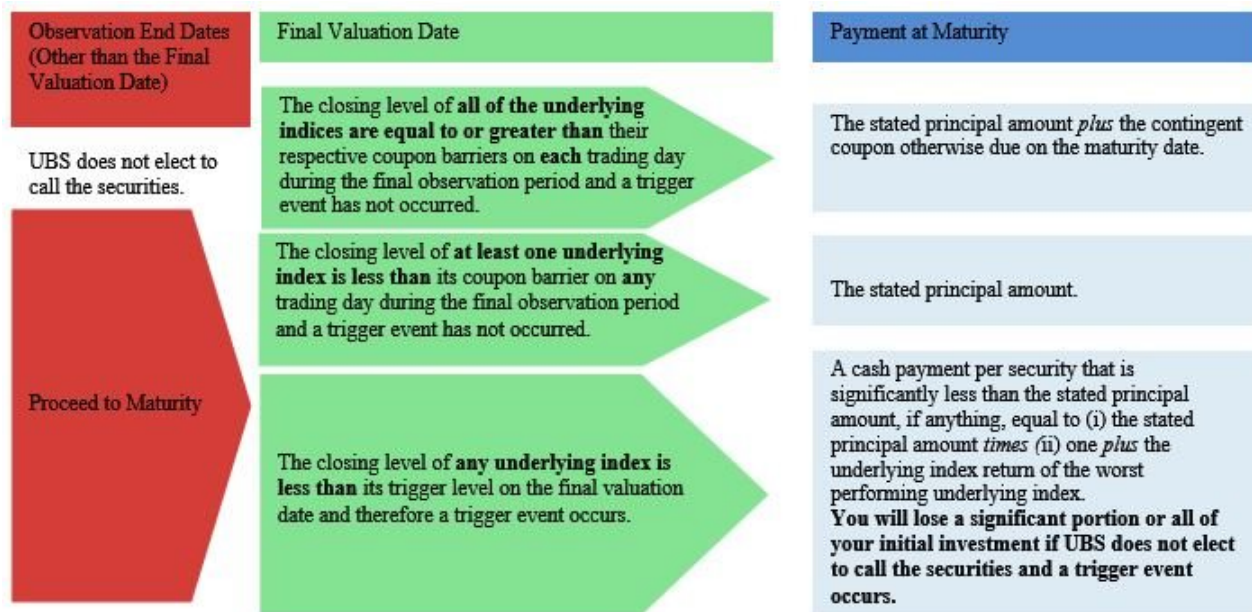 Observation End Dates
(Other than the Final
Valuation Date)
Final Valuation Date
Payment at Maturity
UBS does not elect to
call the securities.
The closing level of all of the underlying
indices are equal to or greater than their
respective coupon barriers on each trading day
during the final observation period and a trigger
event has not occurred.
The stated principal amount plus the contingent
coupon otherwise due on the maturity date.
Proceed to Maturity
The closing level of at least one underlying
index is less than its coupon barrier on any
trading day during the final observation period
and a trigger event has not occurred.
The stated principal amount.
The closing level of any underlying index is
less than its trigger level on the final valuation
date and therefore a trigger event occurs.
A cash payment per security that is
significantly less than the stated principal
amount, if anything, equal to (i) the stated
principal amount times (ii) one plus the
underlying index return of the worst
performing underlying index.
You will lose a significant portion or all of
your initial investment if UBS does not elect
to call the securities and a trigger event
occurs.